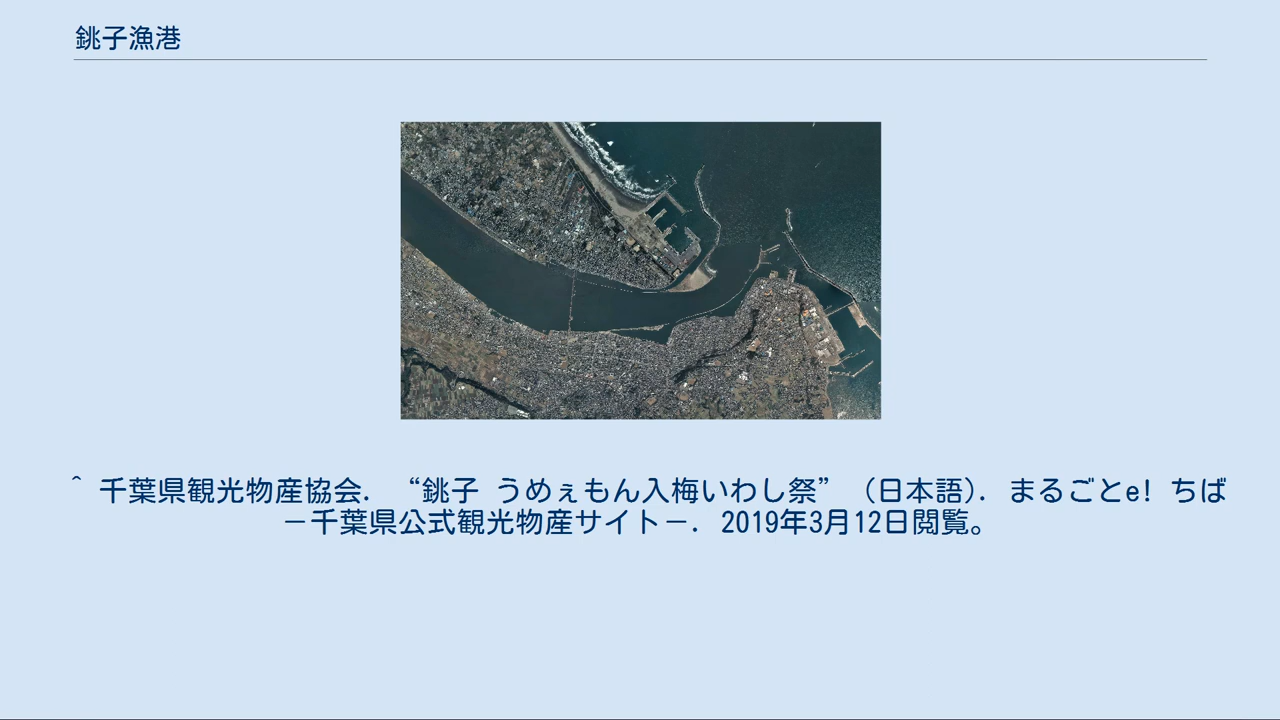 銚子漁港
^ 千葉県観光物産協会. “銚子 うめぇもん入梅いわし祭” (日本語). まるごとe! ちば
－千葉県公式観光物産サイト－. 2019年3月12日閲覧。